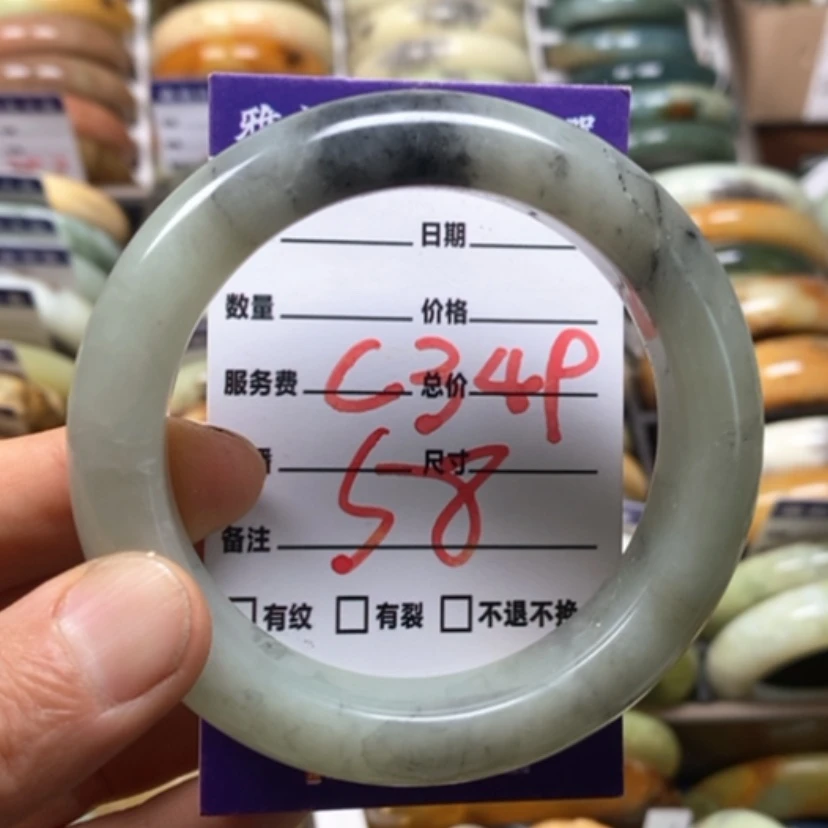 雅
日期
数量 价格
服务费 总价
C34P
尺寸
58
备注
有纹 有裂 不退不换